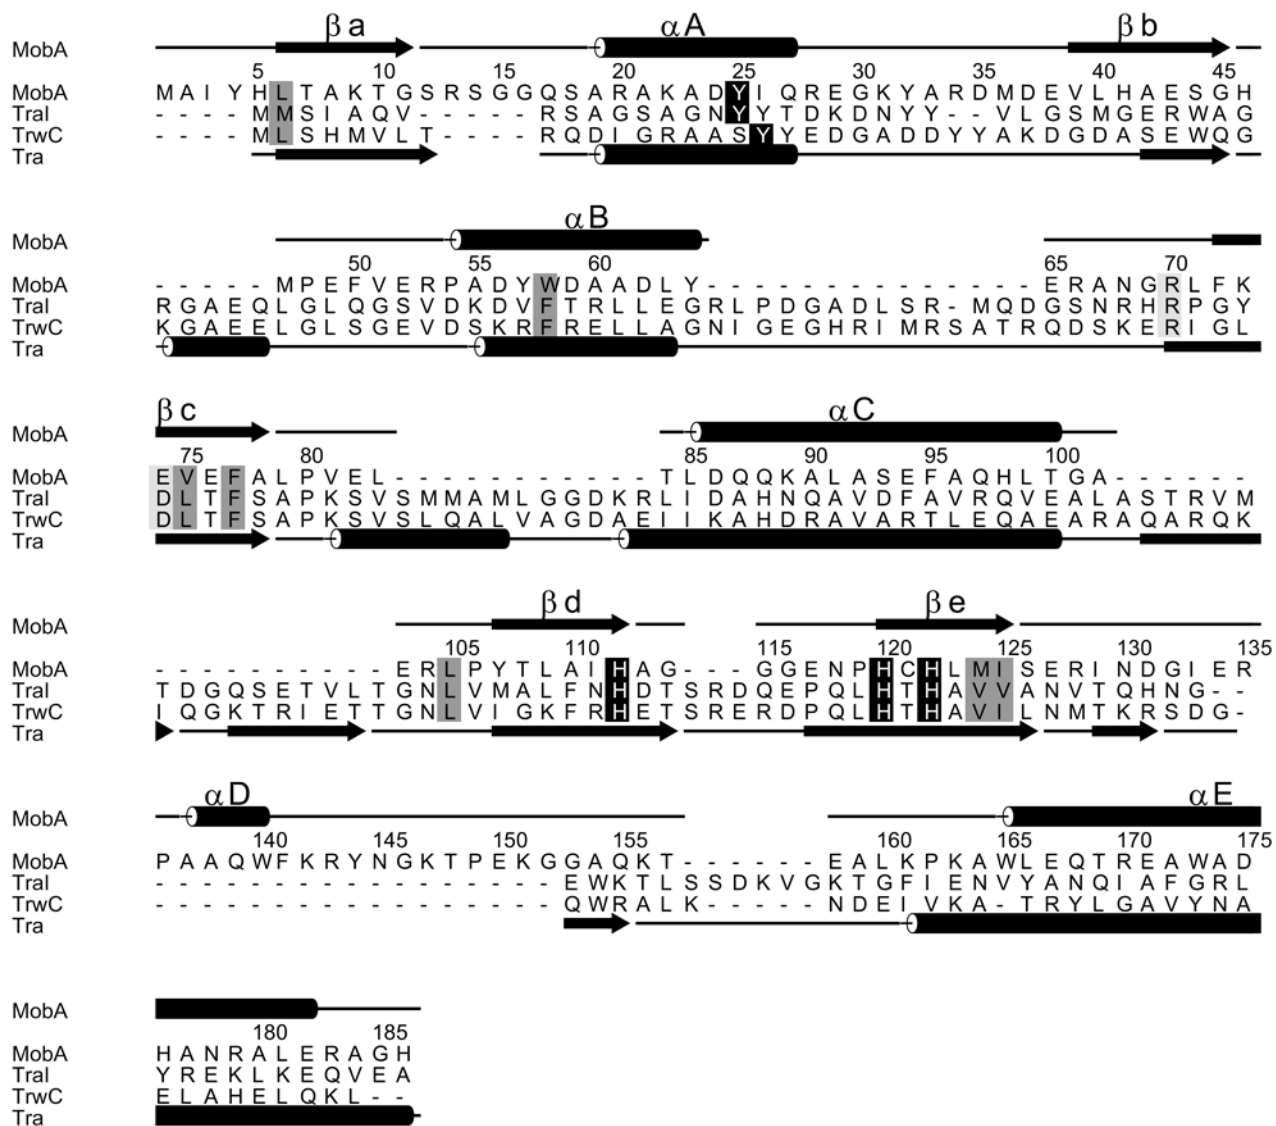 βa αA βb
MobA
5 10 15 20 25 30 35 40 45
MobA M A I Y H L T A K T G S R S G G Q S A R A K A D Y I Q R E G K Y A R D M D E V L H A E S G H
TraI - - - - M M S I A Q V - - - - - R S A G S A G N Y Y T D K D N Y Y - - V L G S M G E R W A G
TrwC - - - - M L S H M V L T - - - - R Q D I G R A A S Y Y E D G A D D Y Y A K D G D A S E W Q G
Tra
αB
MobA
50 55 60 65 70
MobA - - - - - M P E F V E R P A D Y W D A A D L Y - - - - - - - - - - - - - - E R A N G R L F K
TraI R G A E Q L G L Q G S V D K D V F T R L L E G R L P D G A D L S R - M Q D G S N R H R P G Y
TrwC K G A E E L G L S G E V D S K R F R E L L A G N I G E G H R I M R S A T R Q D S K E R I G L
Tra
βc αC
MobA
75 80 85 90 95 100
MobA E V E F A L P V E L - - - - - - - - - - - T L D Q Q K A L A S E F A Q H L T G A - - - - - -
TraI D L T F S A P K S V S M M A M L G G D K R L I D A H N Q A V D F A V R Q V E A L A S T R V M
TrwC D L T F S A P K S V S L Q A L V A G D A E I I K A H D R A V A R T L E Q A E A R A Q A R Q K
Tra
βd βe
MobA
105 110 115 120 125 130 135
MobA - - - - - - - - - - E R L P Y T L A I H A G - - - G G E N P H C H L M I S E R I N D G I E R
TraI T D G Q S E T V L T G N L V M A L F N H D T S R D Q E P Q L H T H A V V A N V T Q H N G - -
TrwC I Q G K T R I E T T G N L V I G K F R H E T S R E R D P Q L H T H A V I L N M T K R S D G -
Tra
αD αE
MobA
140 145 150 155 160 165 170 175
MobA P A A Q W F K R Y N G K T P E K G G A Q K T - - - - - - E A L K P K A W L E Q T R E A W A D
TraI - - - - - - - - - - - - - - - - - E W K T L S S D K V G K T G F I E N V Y A N Q I A F G R L
TrwC - - - - - - - - - - - - - - - - - Q W R A L K - - - - - N D E I V K A - T R Y L G A V Y N A
Tra
MobA
180 185
MobA H A N R A L E R A G H
TraI Y R E K L K E Q V E A
TrwC E L A H E L Q K L - -
Tra